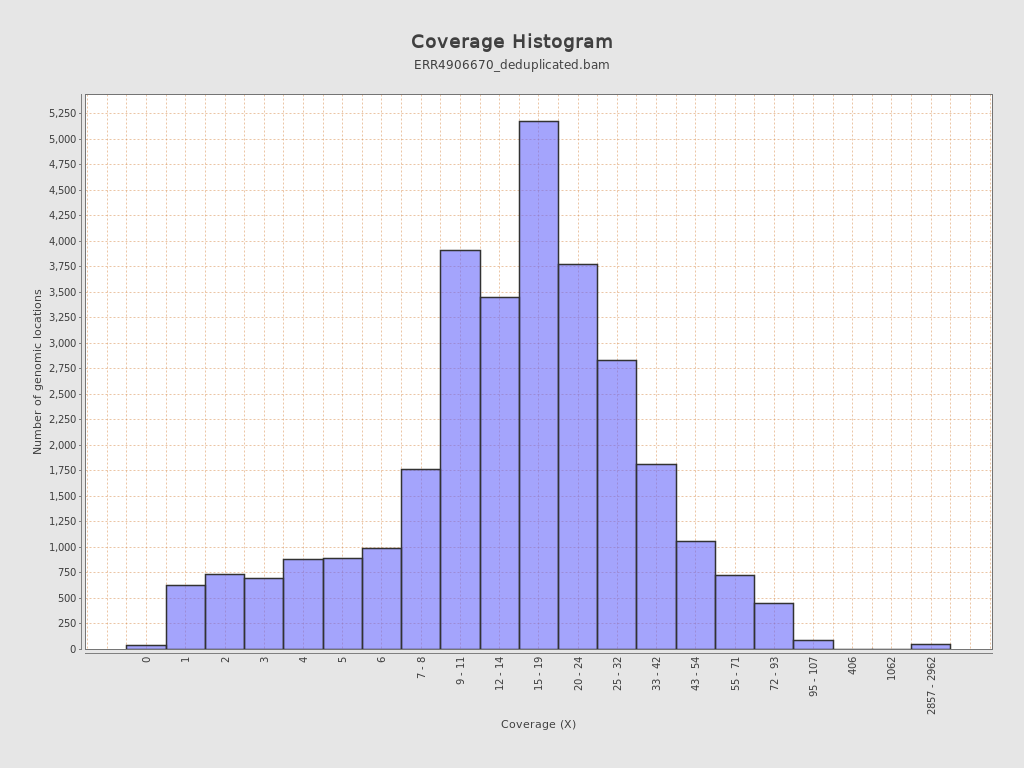 Coverage Histogram
ERR4906670_deduplicated.bam
Number of genomic locations
5,250
5,000
4,750
4,500
4,250
4,000
3,750
3,500
3,250
3,000
2,750
2,500
2,250
2,000
1,750
1,500
1,250
1,000
750
500
250
0
0
1
2
3
4
5
6
7 - 8
9 - 11
12 - 14
15 - 19
20 - 24
25 - 32
33 - 42
43 - 54
55 - 71
72 - 93
95 - 107
406
1062
2857 - 2962
Coverage (X)